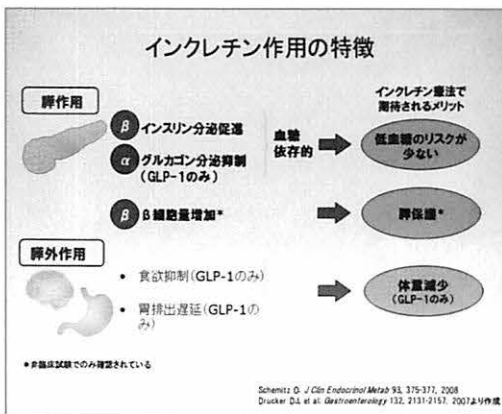 インクレチン作用の特徴
膵作用
インクレチン療法で
期待されるメリット
β インスリン分泌促進
α グルカゴン分泌抑制
(GLP-1のみ)
血糖
依存的
低血糖のリスクが
少ない
β β細胞量増加*
膵保護*
膵外作用
• 食欲抑制(GLP-1のみ)
• 胃排出遅延(GLP-1の
み)
体重減少
(GLP-1のみ)
*非臨床試験でのみ確認されている
Schemitz O. J Clin Endocrinol Metab 93, 375-377, 2008
Drucker DJ, et al. Gastroenterology 132, 2131-2157, 2007より作成